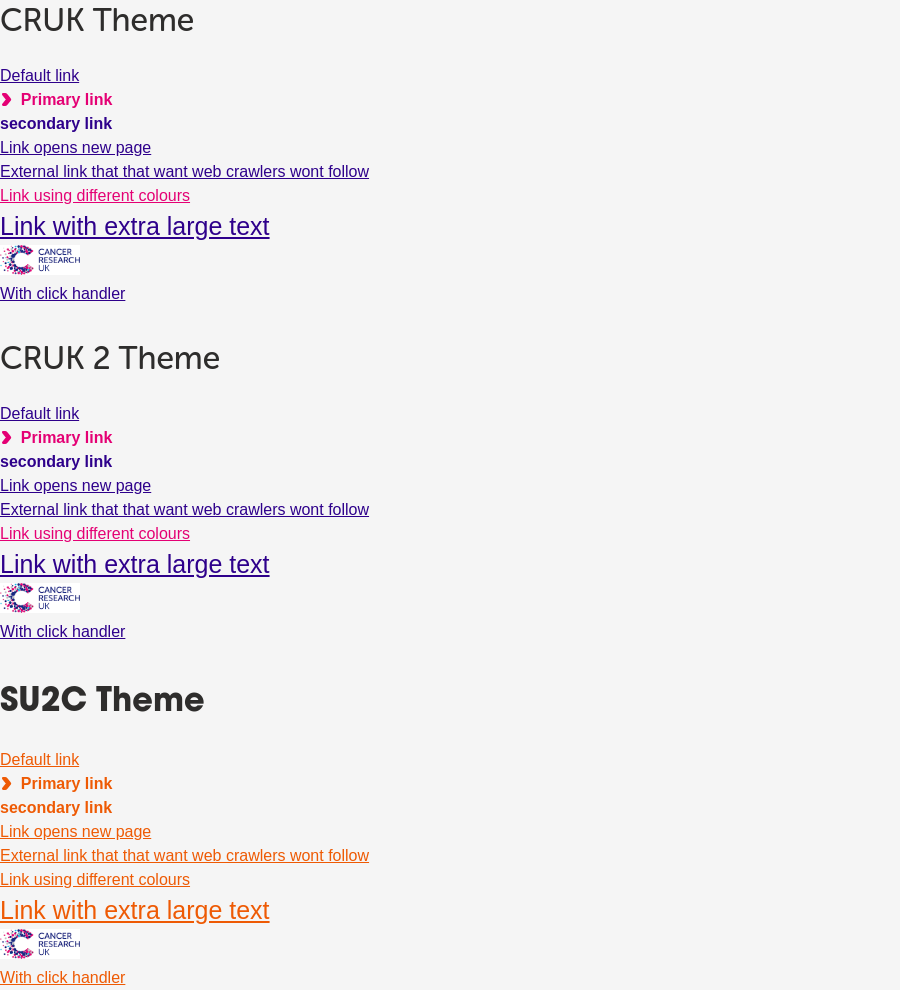 CRUK Theme
Default link
Primary link
secondary link
Link opens new page
External link that that want web crawlers wont follow
Link using different colours
Link with extra large text
CANCER
RESEARCH
UK
With click handler
CRUK 2 Theme
Default link
Primary link
secondary link
Link opens new page
External link that that want web crawlers wont follow
Link using different colours
Link with extra large text
CANCER
RESEARCH
UK
With click handler
SU2C Theme
Default link
Primary link
secondary link
Link opens new page
External link that that want web crawlers wont follow
Link using different colours
Link with extra large text
CANCER
RESEARCH
UK
With click handler